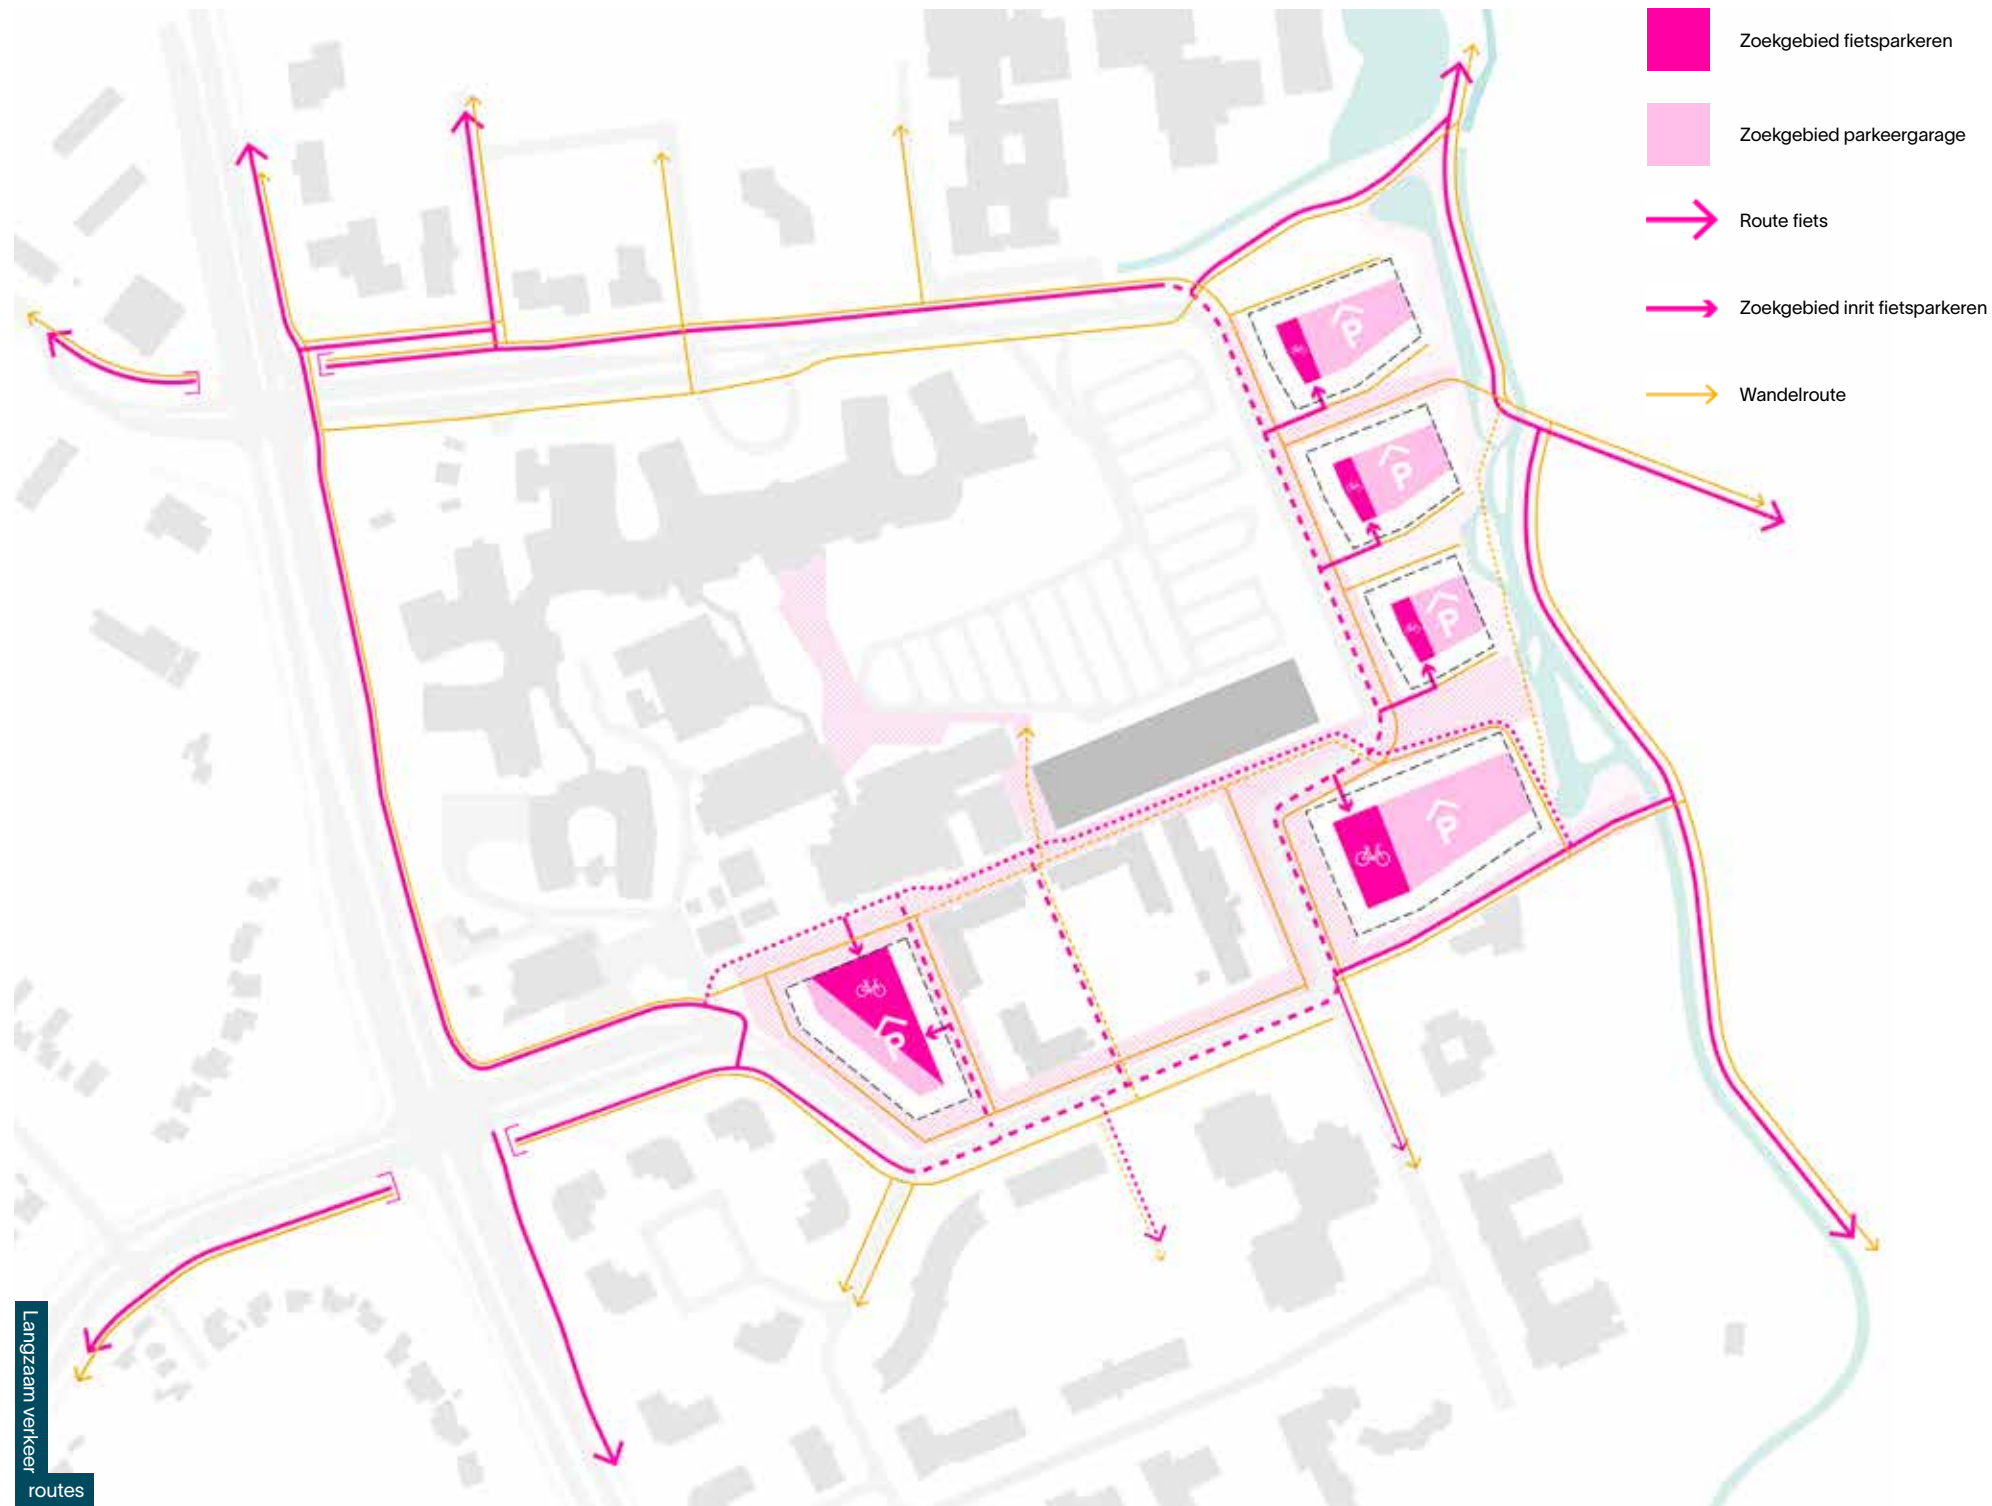 Zoekgebied fietsparkeren
Zoekgebied parkeergarage
Route fiets
Zoekgebied inrit fietsparkeren
Wandelroute
P
P
P
P
P
Langzaam verkeer
routes